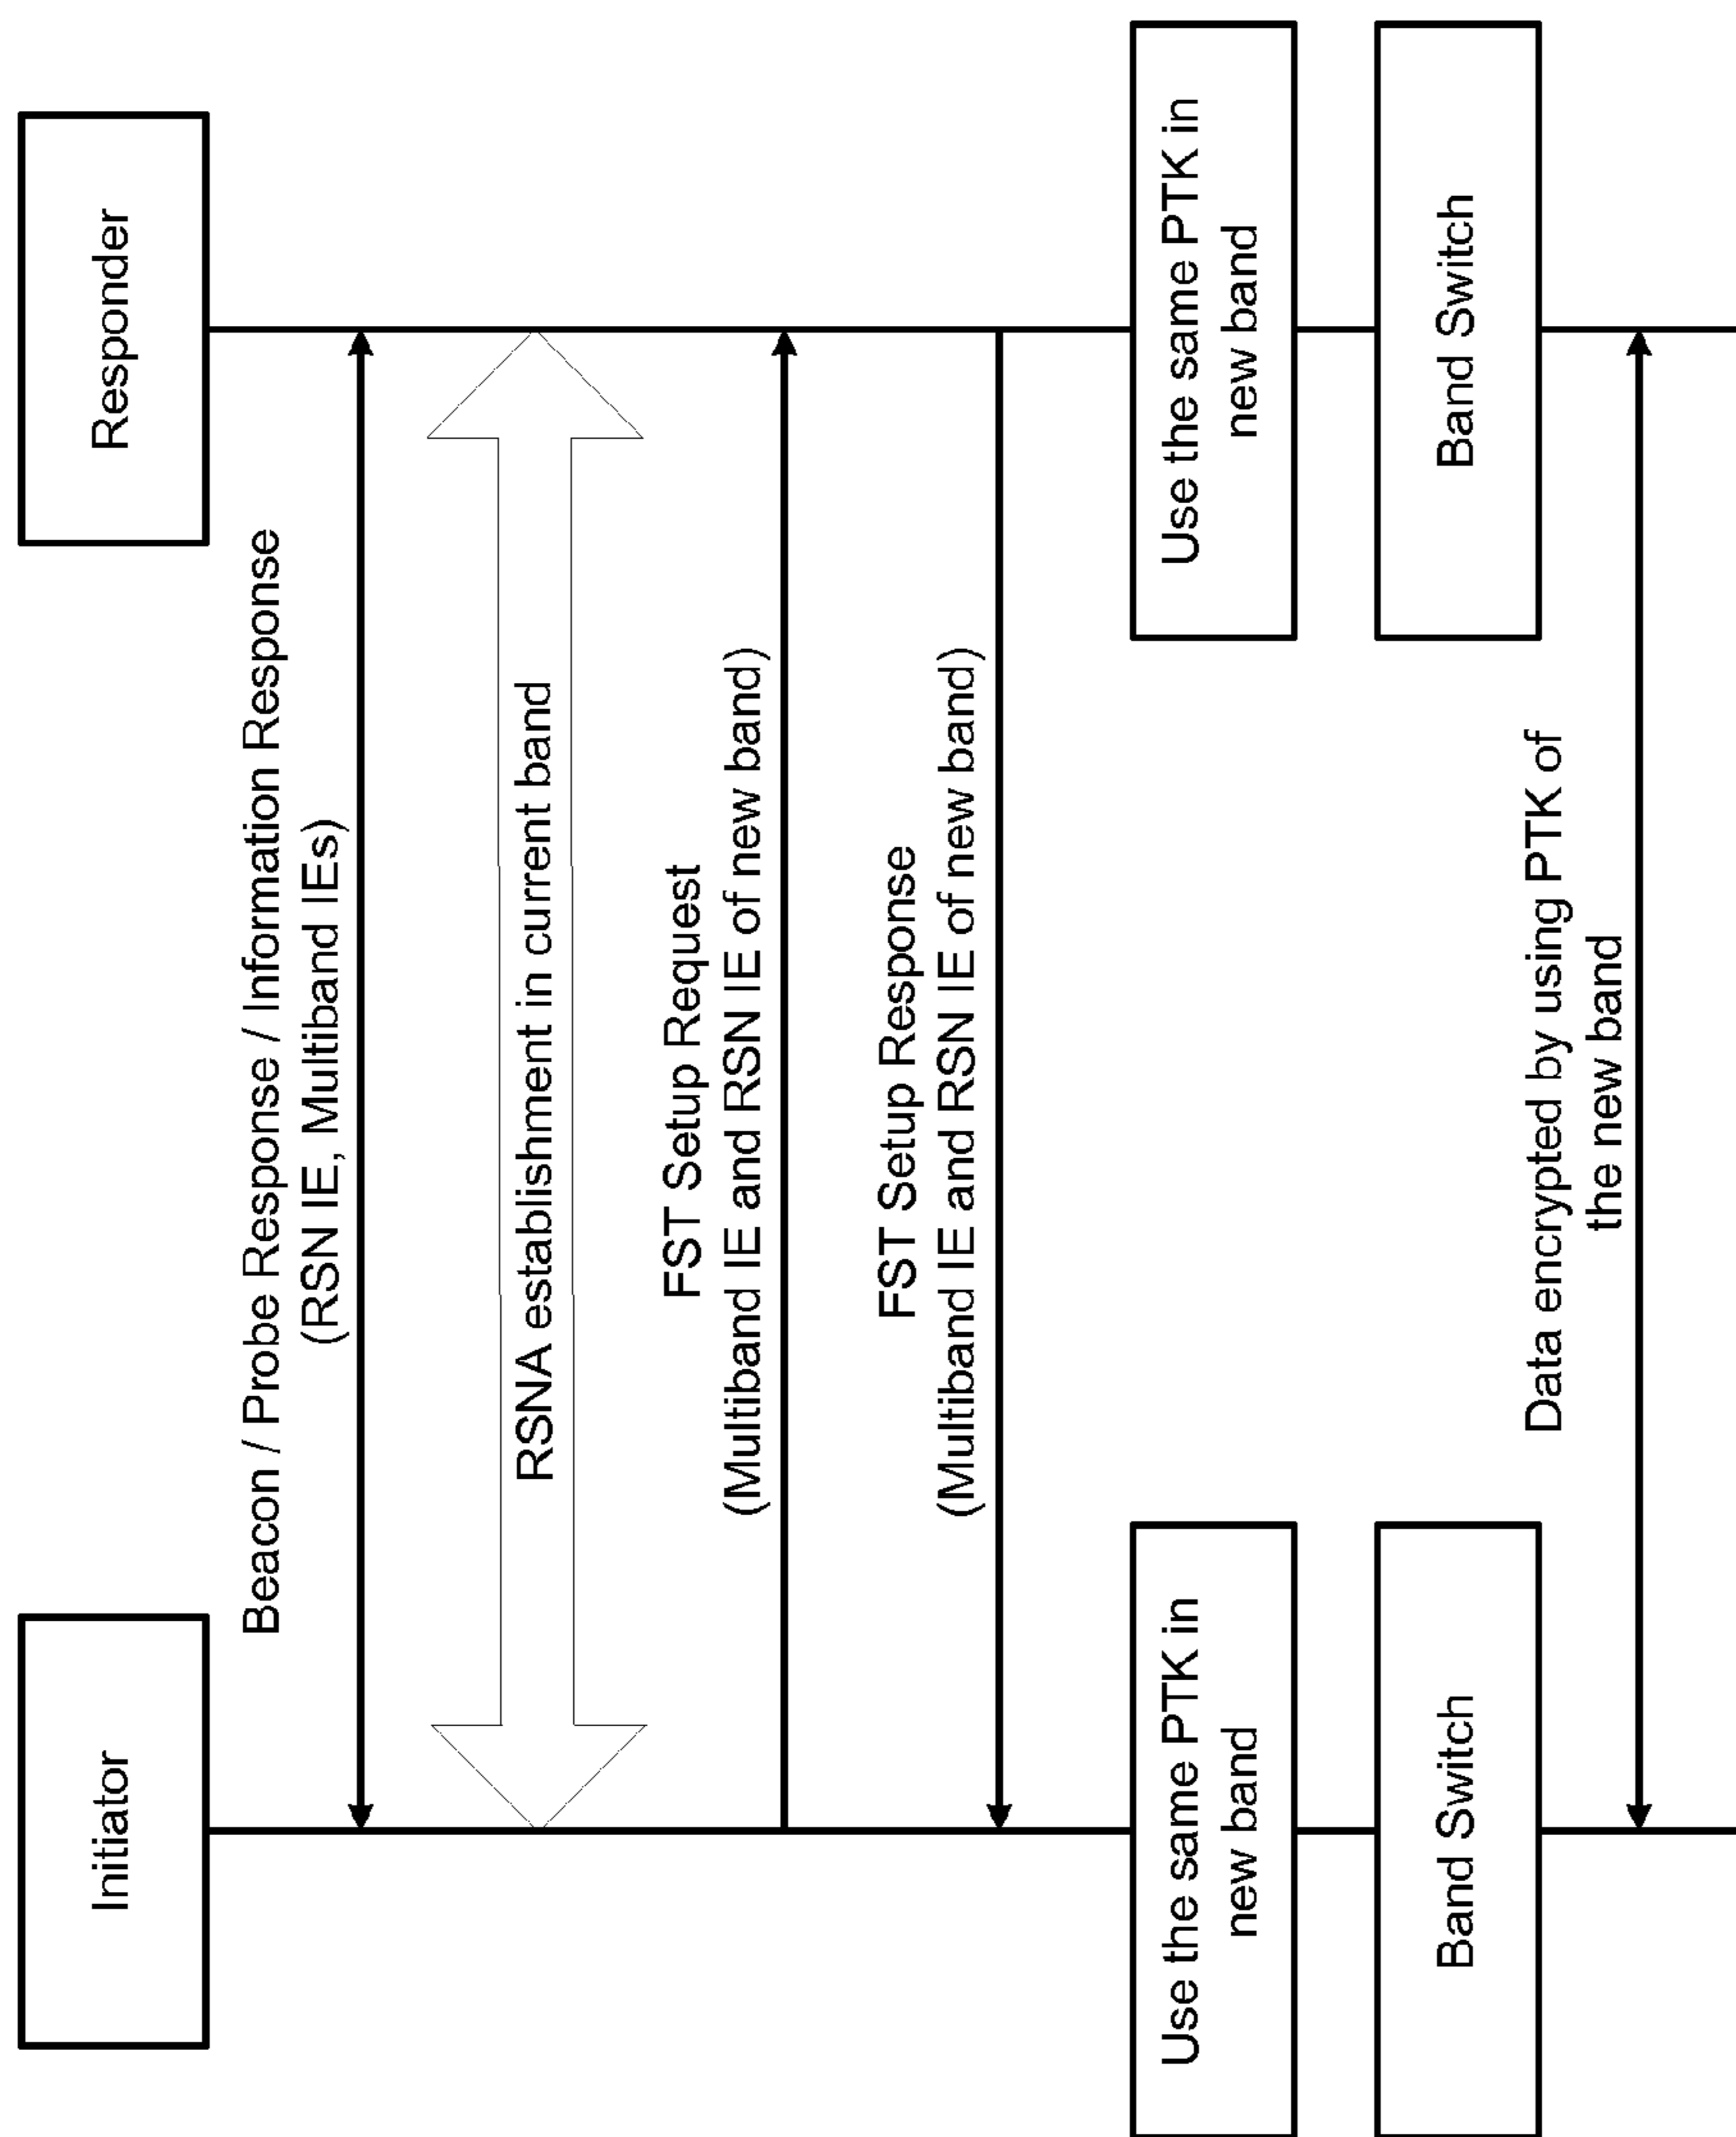 Initiator
Responder
Beacon / Probe Response / Information Response
(RSN IE, Multiband IEs)
RSNA establishment in current band
FST Setup Request
(Multiband IE and RSN IE of new band)
FST Setup Response
(Multiband IE and RSN IE of new band)
Use the same PTK in
new band
Use the same PTK in
new band
Band Switch
Band Switch
Data encrypted by using PTK of
the new band